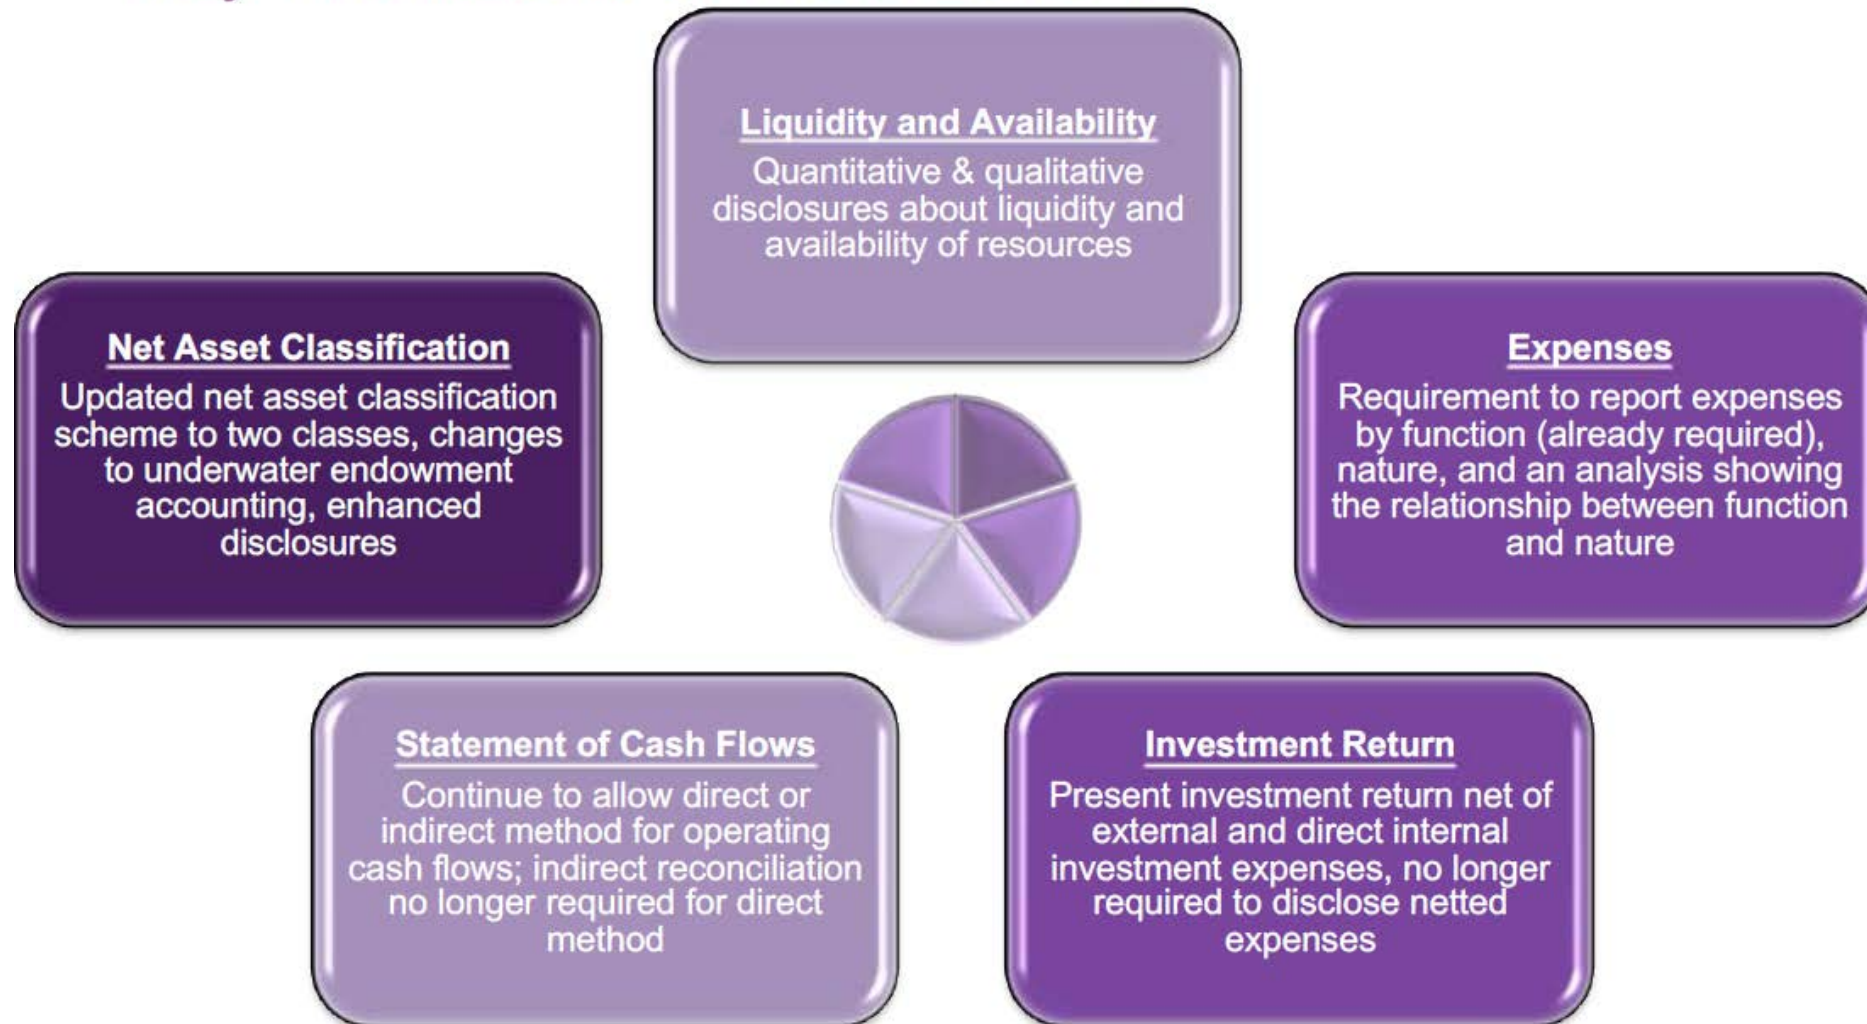 Liquidity and Availability
Quantitative & qualitative
disclosures about liquidity and
availability of resources
Net Asset Classification
Updated net asset classification
scheme to two classes, changes
to underwater endowment
accounting, enhanced
disclosures
Expenses
Requirement to report expenses
by function (already required),
nature, and an analysis showing
the relationship between function
and nature
Statement of Cash Flows
Continue to allow direct or
indirect method for operating
cash flows; indirect reconciliation
no longer required for direct
method
Investment Return
Present investment return net of
external and direct internal
investment expenses, no longer
required to disclose netted
expenses